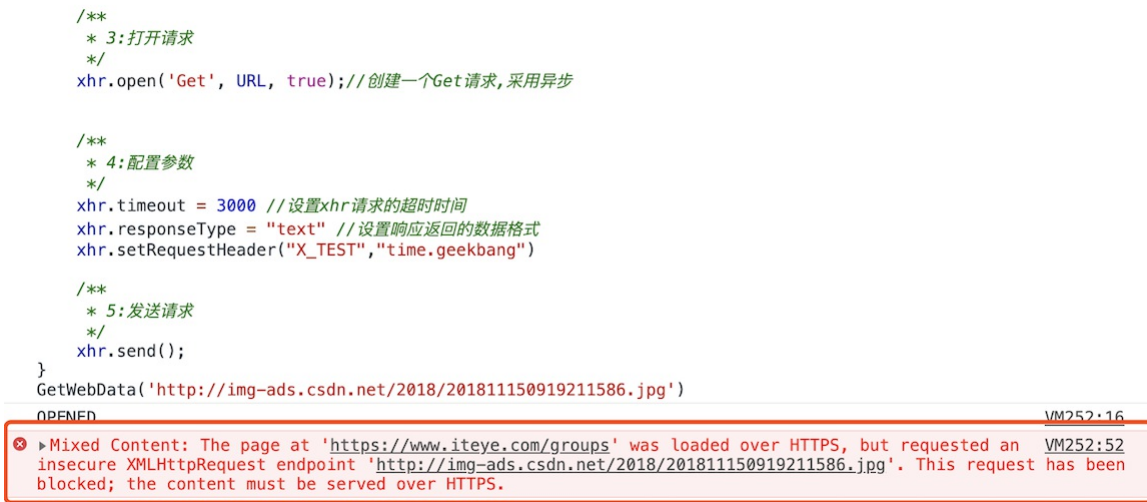 /**
* 3:打开请求
*/
xhr.open('Get', URL, true);//创建一个Get请求,采用异步
/**
* 4:配置参数
*/
xhr.timeout = 3000 //设置xhr请求的超时时间
xhr.responseType = "text" //设置响应返回的数据格式
xhr.setRequestHeader("X_TEST","time.geekbang")
/**
* 5:发送请求
*/
xhr.send();
}
GetWebData('http://img-ads.csdn.net/2018/201811150919211586.jpg')
OPENED VM252:16
Mixed Content: The page at 'https://www.iteye.com/groups' was loaded over HTTPS, but requested an VM252:52
insecure XMLHttpRequest endpoint 'http://img-ads.csdn.net/2018/201811150919211586.jpg'. This request has been
blocked; the content must be served over HTTPS.